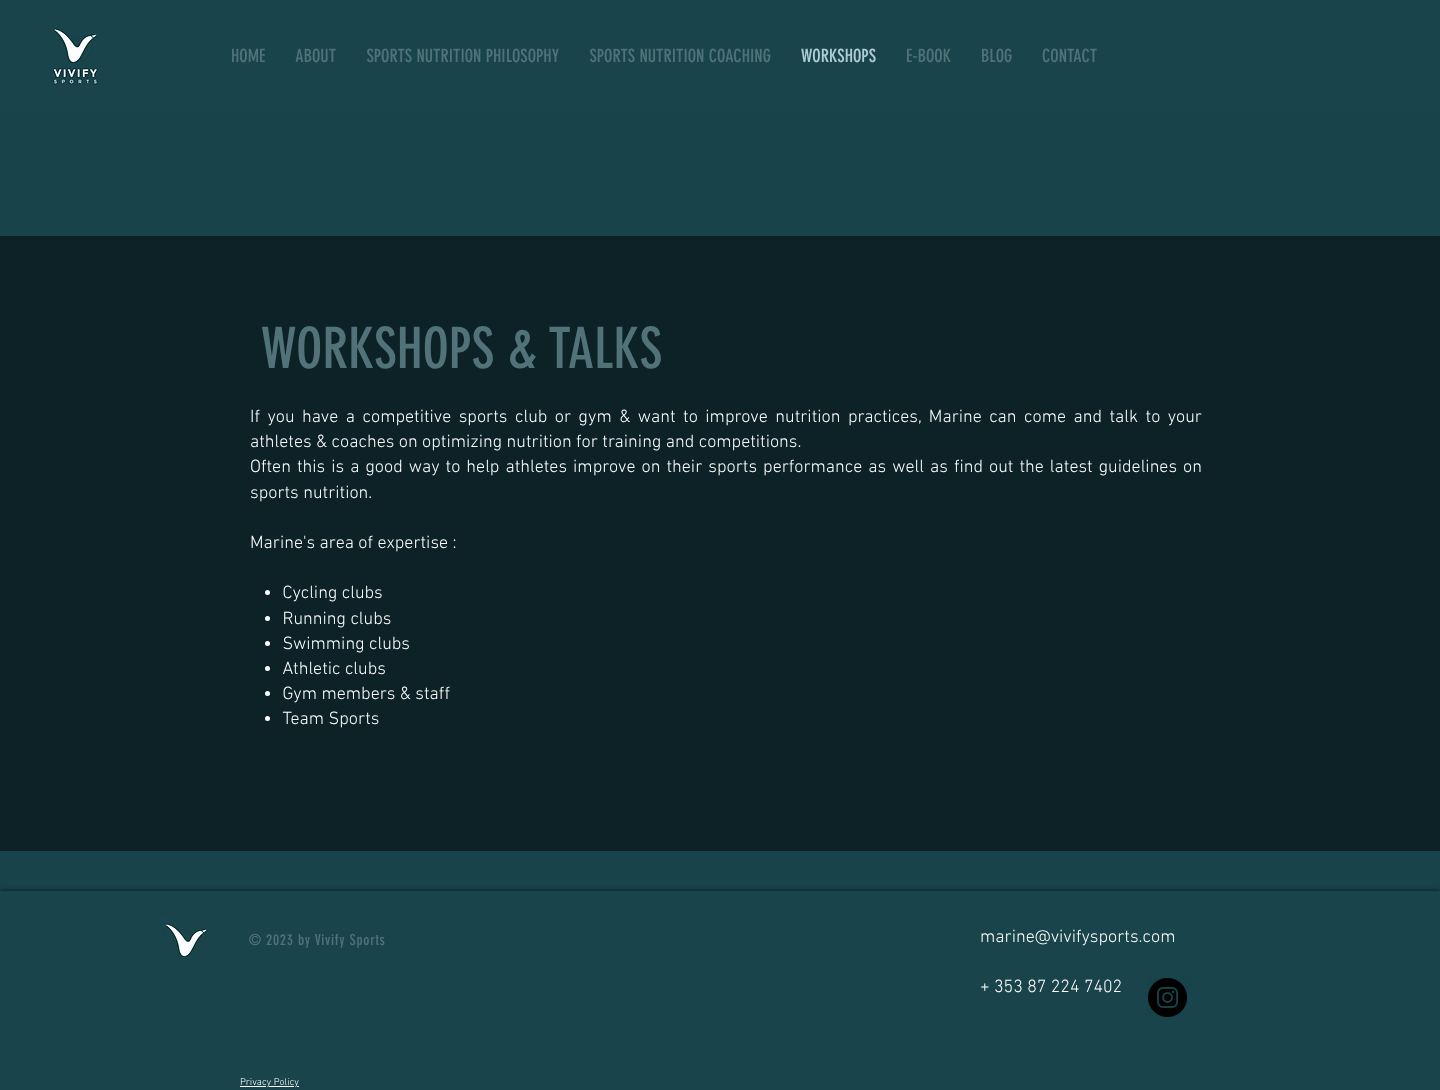 VIVIFY
SPORTS
HOME ABOUT SPORTS NUTRITION PHILOSOPHY SPORTS NUTRITION COACHING WORKSHOPS E-BOOK BLOG CONTACT
WORKSHOPS & TALKS
If you have a competitive sports club or gym & want to improve nutrition practices, Marine can come and talk to your
athletes & coaches on optimizing nutrition for training and competitions.
Often this is a good way to help athletes improve on their sports performance as well as find out the latest guidelines on
sports nutrition.
Marine's area of expertise :
• Cycling clubs
• Running clubs
• Swimming clubs
• Athletic clubs
• Gym members & staff
• Team Sports
© 2023 by Vivify Sports
marine@vivifysports.com
+ 353 87 224 7402
Privacy Policy